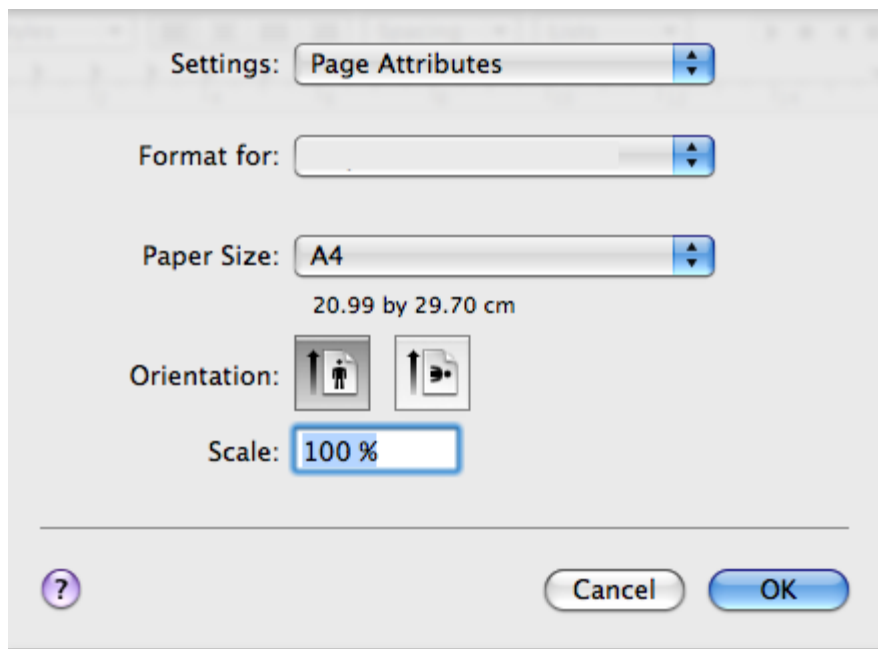 Settings: Page Attributes
Format for:
Paper Size: A4
20.99 by 29.70 cm
Orientation:
Scale: 100 %
? Cancel OK